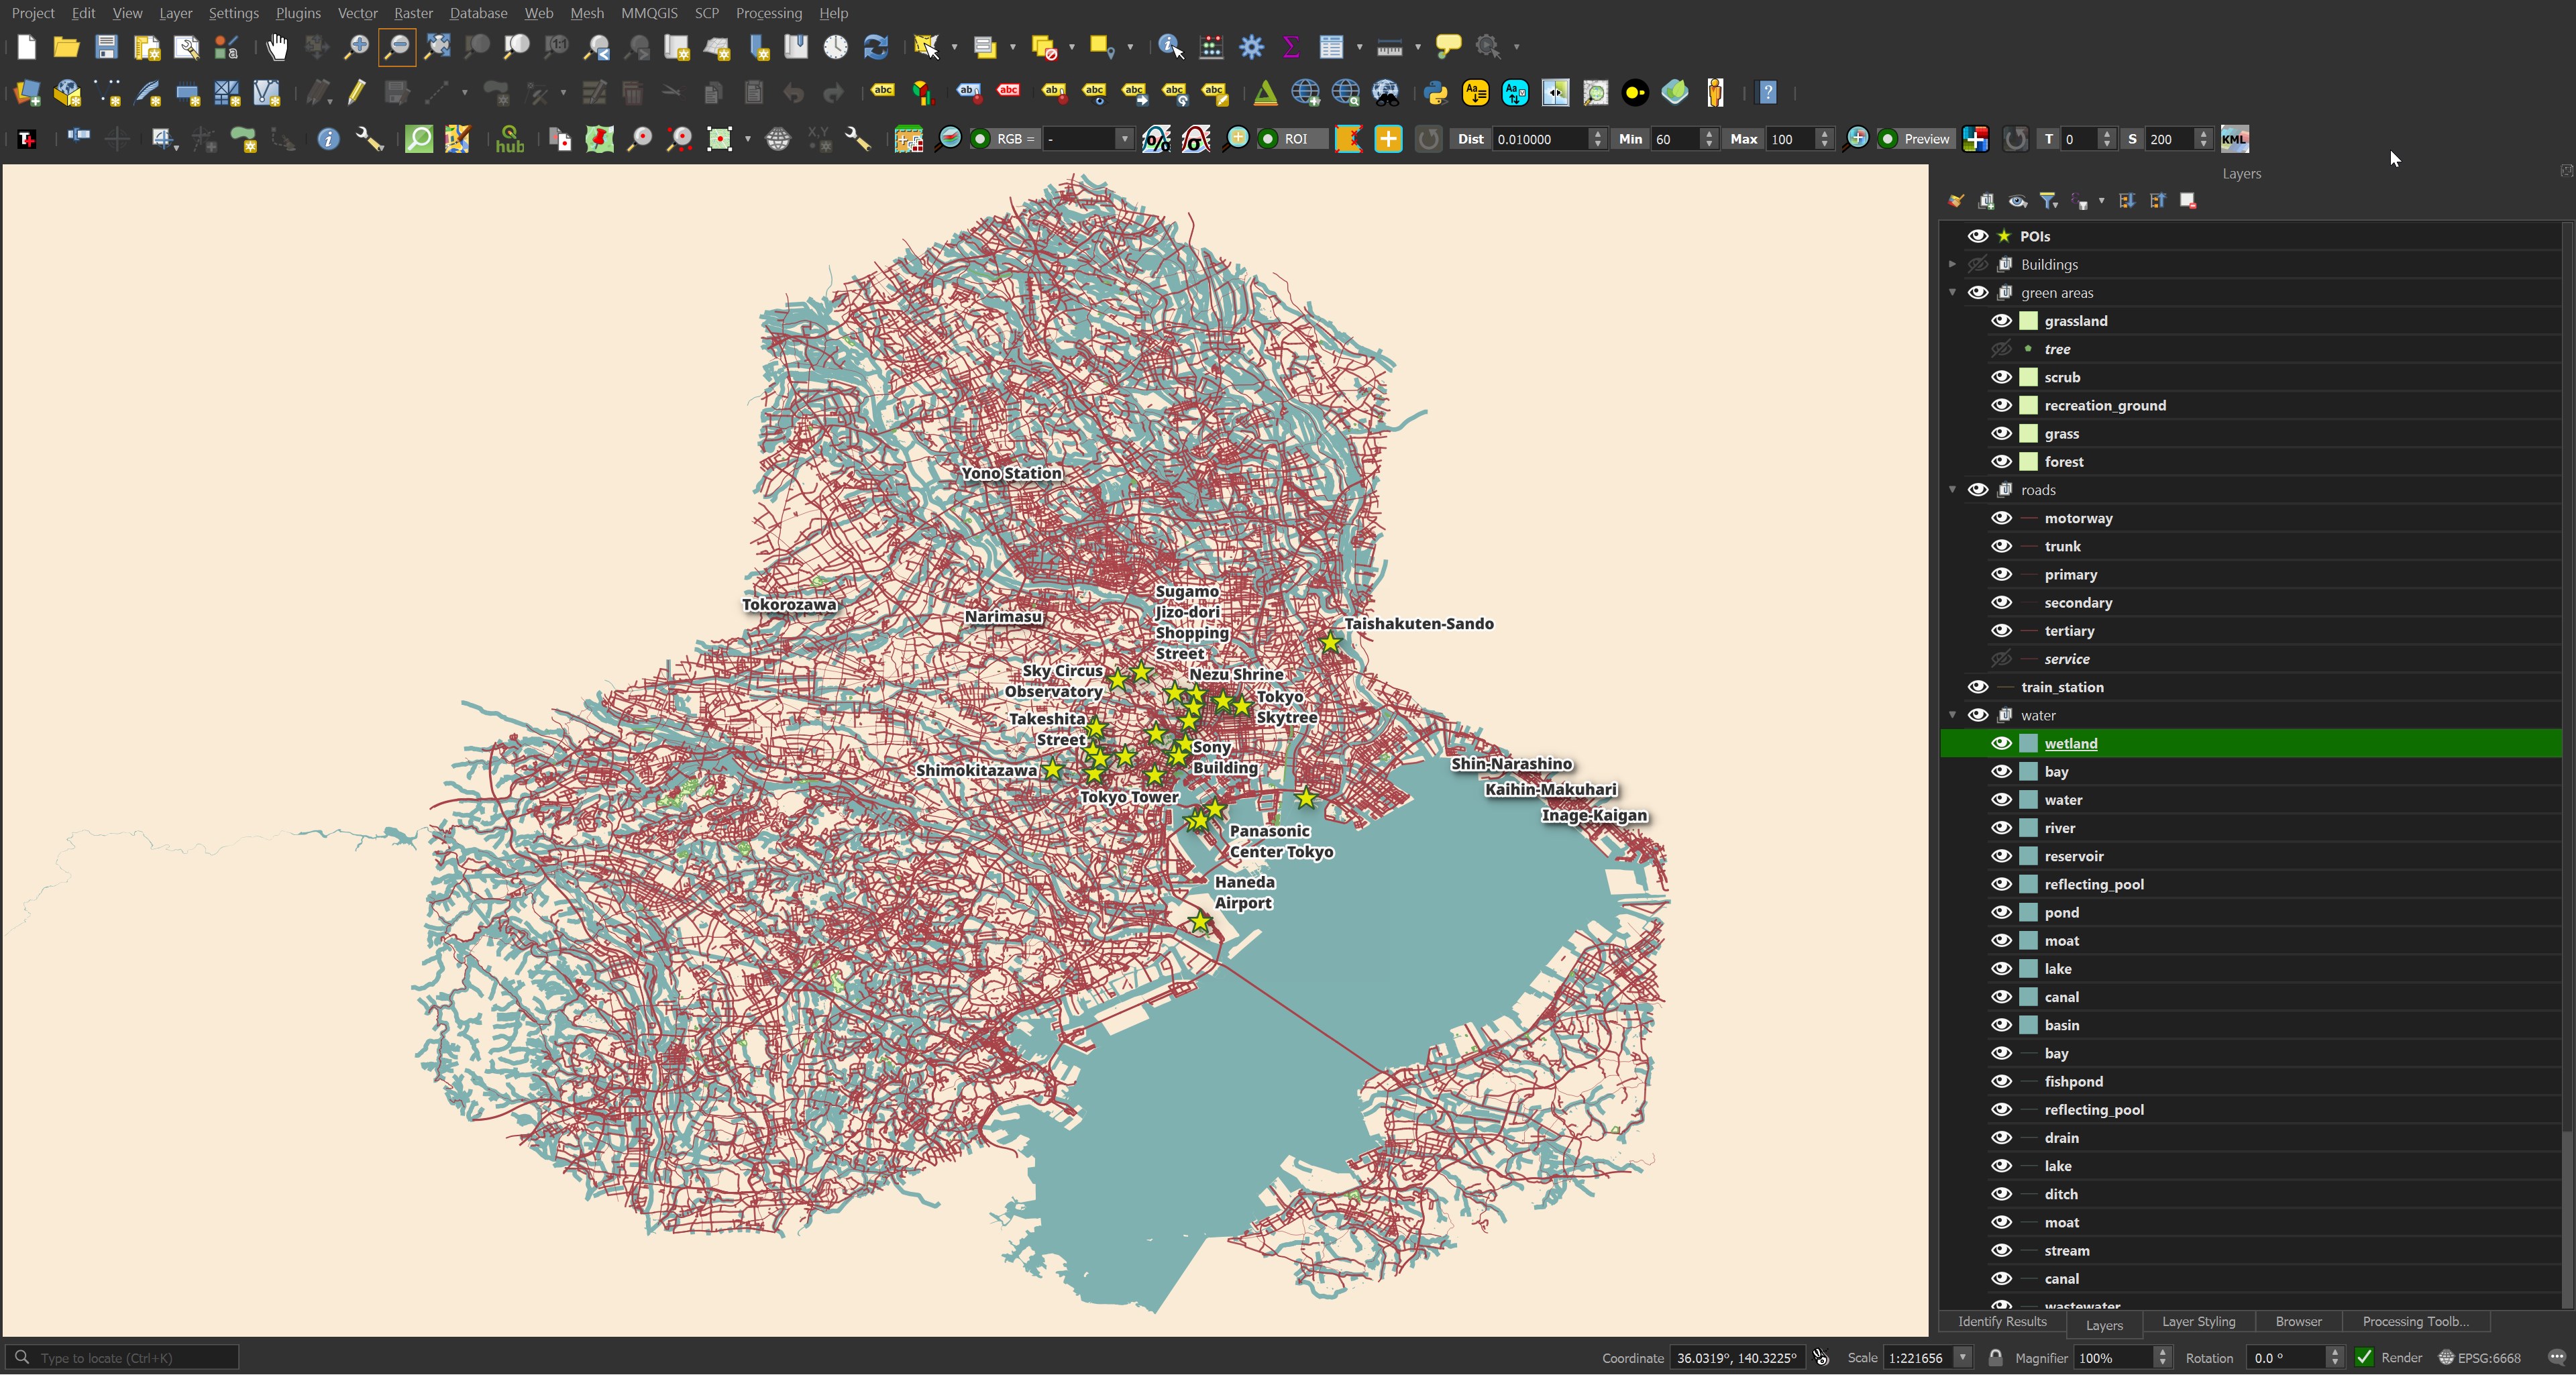 Project Edit View Layer Settings Plugins Vector Raster Database Web Mesh MMQGIS SCP Processing Help
abc abc
hub
RGB = -
ROI
Dist 0.010000 Min 60 Max 100
Preview
T 0 S 200
KML
Layers
POIs
Buildings
green areas
grassland
tree
scrub
recreation_ground
grass
forest
roads
motorway
trunk
primary
secondary
tertiary
service
train_station
water
wetland
bay
water
river
reservoir
reflecting_pool
pond
moat
lake
canal
basin
bay
fishpond
reflecting_pool
drain
lake
ditch
moat
stream
canal
wastewater
Yono Station
Tokorozawa
Narimasu
Sugamo
Jizo-dori
Shopping
Street
Taishakuten-Sando
Sky Circus
Observatory
Nezu Shrine
Tokyo
Skytree
Takeshita
Street
Sony
Building
Shimokitazawa
Tokyo Tower
Shin-Narashino
Kaihin-Makuhari
Inage-Kaigan
Panasonic
Center Tokyo
Haneda
Airport
Identify Results Layers Layer Styling Browser Processing Toolb...
Type to locate (Ctrl+K)
Coordinate 36.0319°, 140.3225° Scale 1:221656 Magnifier 100% Rotation 0.0 ° Render EPSG:6668